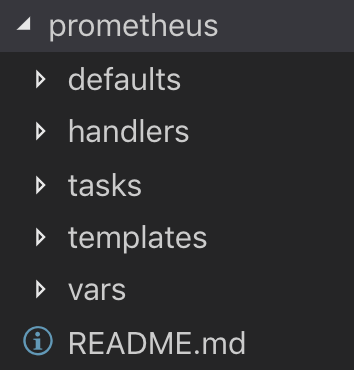 prometheus
defaults
handlers
tasks
templates
vars
README.md